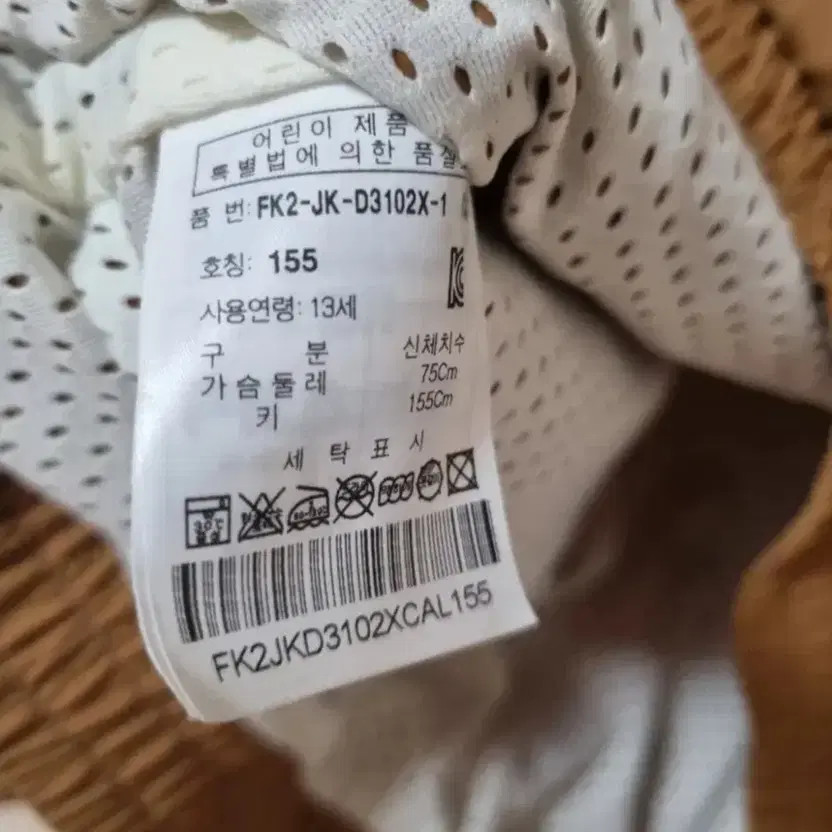 어린이 제품
특별법에 의한 품질
품 번: FK2-JK-D3102X-1
호칭: 155
사용연령: 13세
구 분 신체치수
가슴둘레 75Cm
키 155Cm
세 탁 표 시
30℃
FK2JKD3102XCAL155